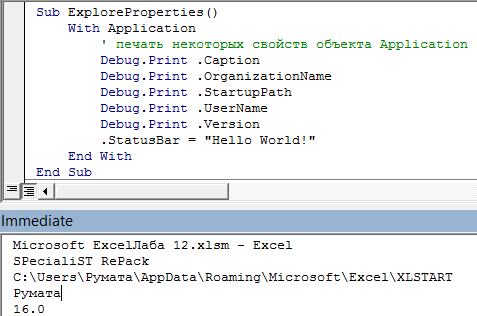 Sub ExploreProperties()
With Application
' печать некоторых свойств объекта Application
Debug.Print .Caption
Debug.Print .OrganizationName
Debug.Print .StartupPath
Debug.Print .UserName
Debug.Print .Version
.StatusBar = "Hello World!"
End With
End Sub
Immediate
Microsoft ExcelЛаба 12.xlsm - Excel
SPecialiST RePack
C:\Users\Румата\AppData\Roaming\Microsoft\Excel\XLSTART
Румата
16.0